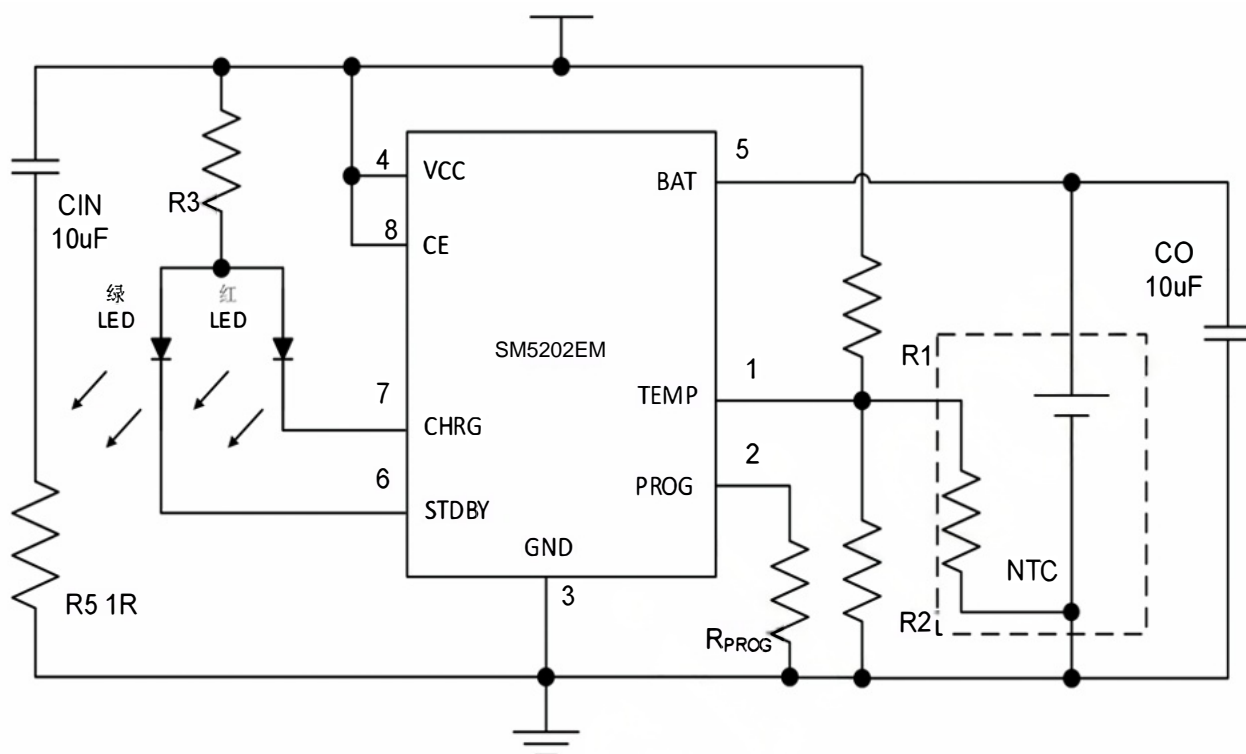 5
4
VCC
BAT
R3
CIN
10uF
8
CE
CO
10uF
绿
LED
红
LED
SM5202EM
R1
1
TEMP
7
CHRG
2
PROG
6
STDBY
GND
NTC
3
R5 1R
R2
RPROG